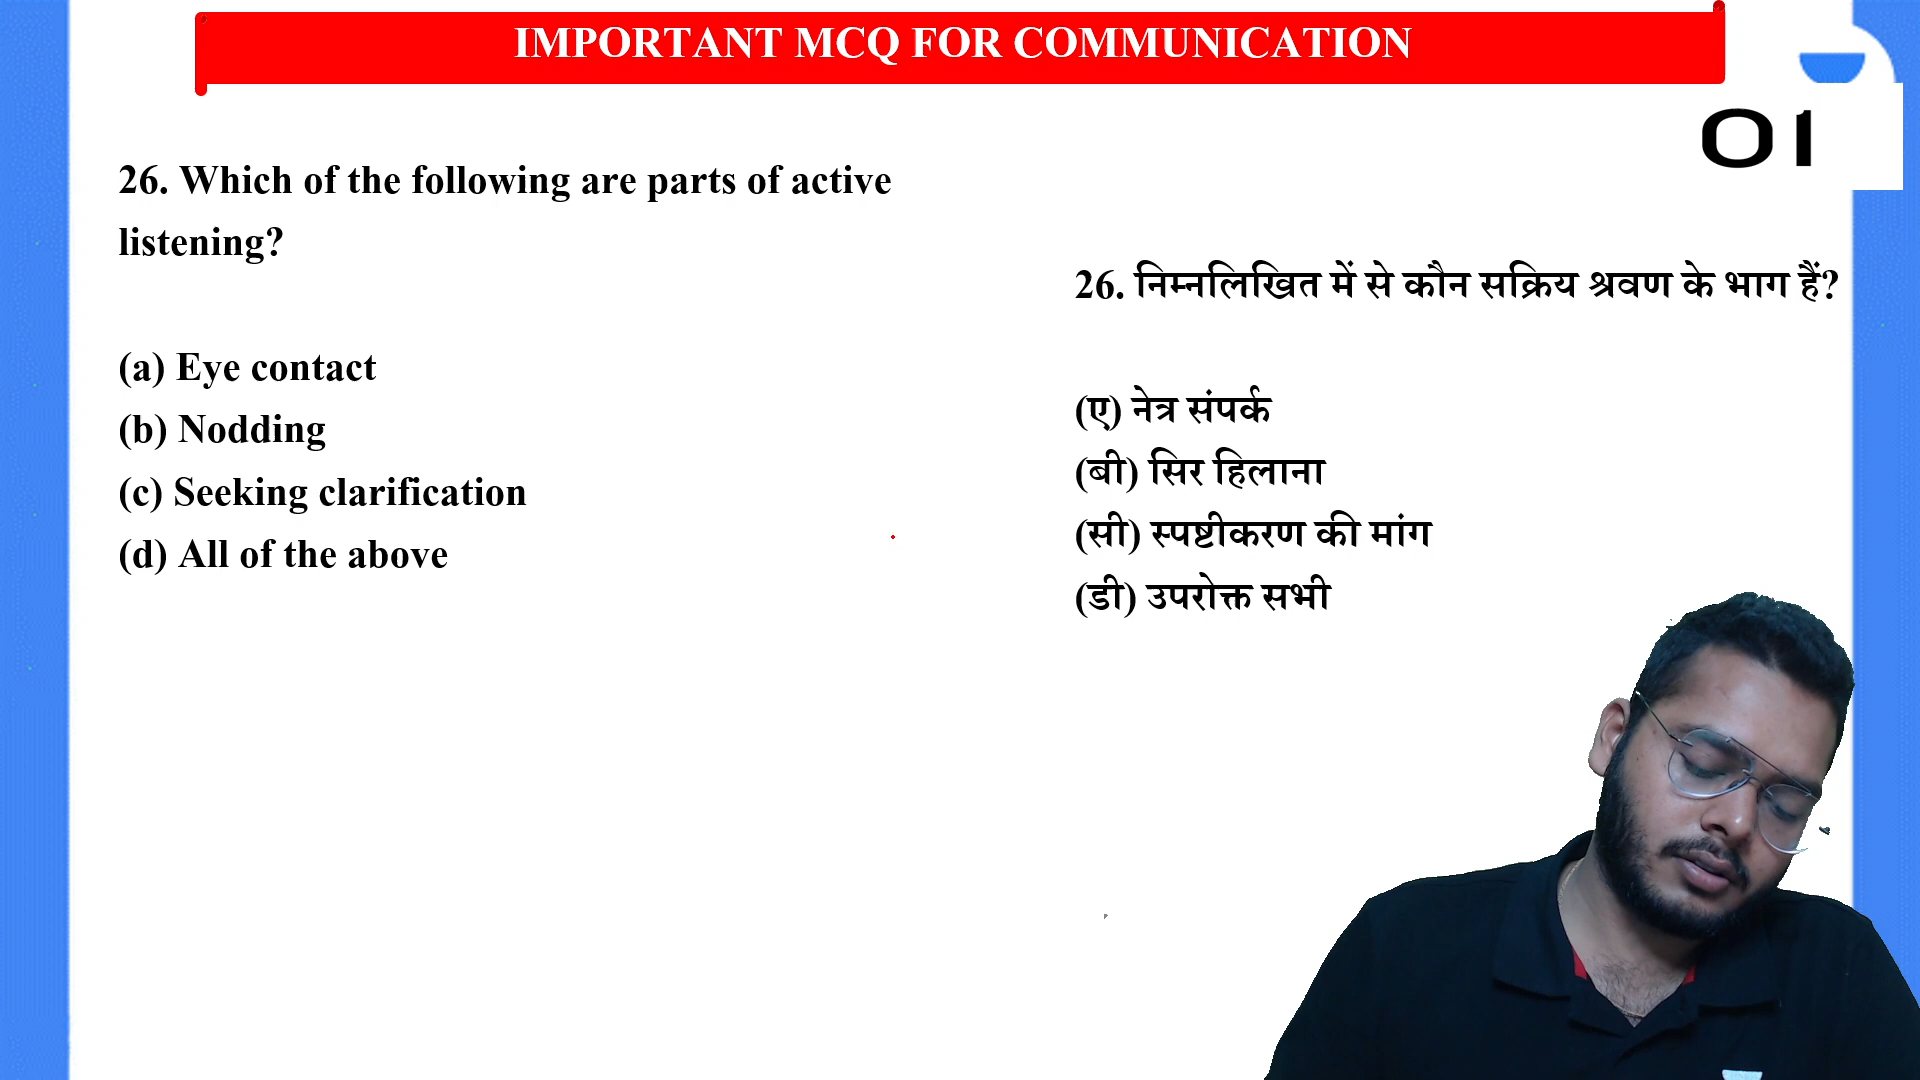 IMPORTANT MCQ FOR COMMUNICATION
01
26. Which of the following are parts of active
listening?
(a) Eye contact
(b) Nodding
(c) Seeking clarification
(d) All of the above
26. निम्नलिखित में से कौन सक्रिय श्रवण के भाग हैं?
(ए) नेत्र संपर्क
(बी) सिर हिलाना
(सी) स्पष्टीकरण की मांग
(डी) उपरोक्त सभी